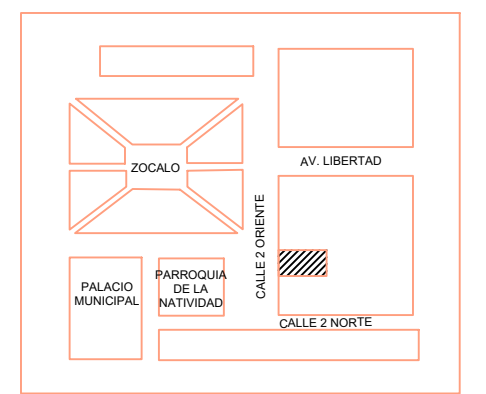 ZOCALO
AV. LIBERTAD
CALLE 2 ORIENTE
PALACIO
MUNICIPAL
PARROQUIA
DE LA
NATIVIDAD
CALLE 2 NORTE